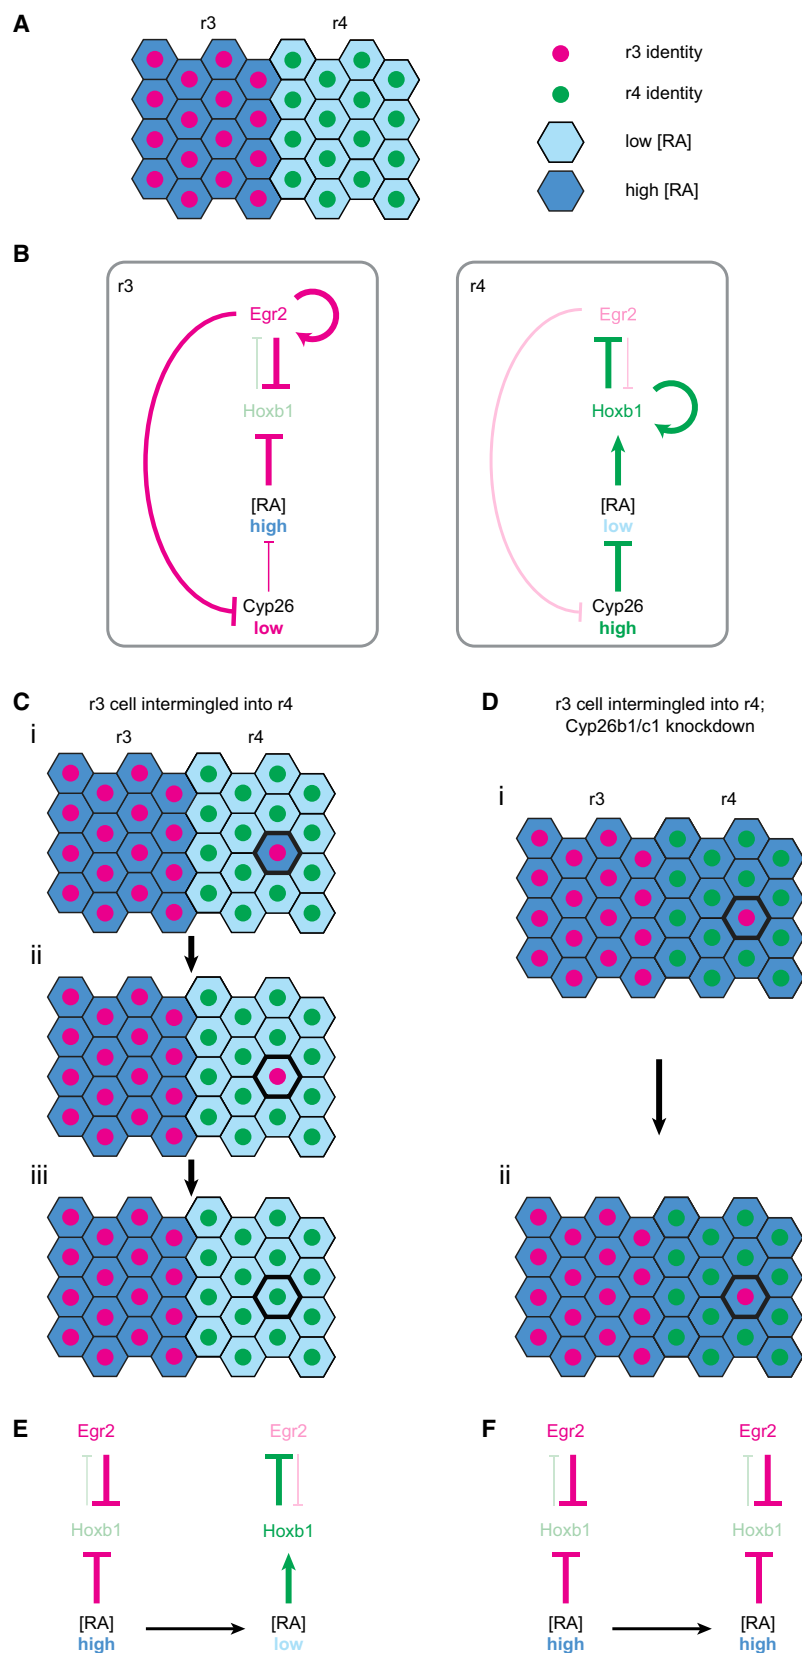 A
r3
r4
r3 identity
r4 identity
low [RA]
high [RA]
B
r3
Egr2
Hoxb1
[RA]
high
Cyp26
low
r4
Egr2
Hoxb1
[RA]
low
Cyp26
high
C
r3 cell intermingled into r4
i
r3
r4
ii
iii
D
r3 cell intermingled into r4;
Cyp26b1/c1 knockdown
i
r3
r4
ii
E
Egr2
Hoxb1
[RA]
high
Egr2
Hoxb1
[RA]
low
F
Egr2
Hoxb1
[RA]
high
Egr2
Hoxb1
[RA]
high